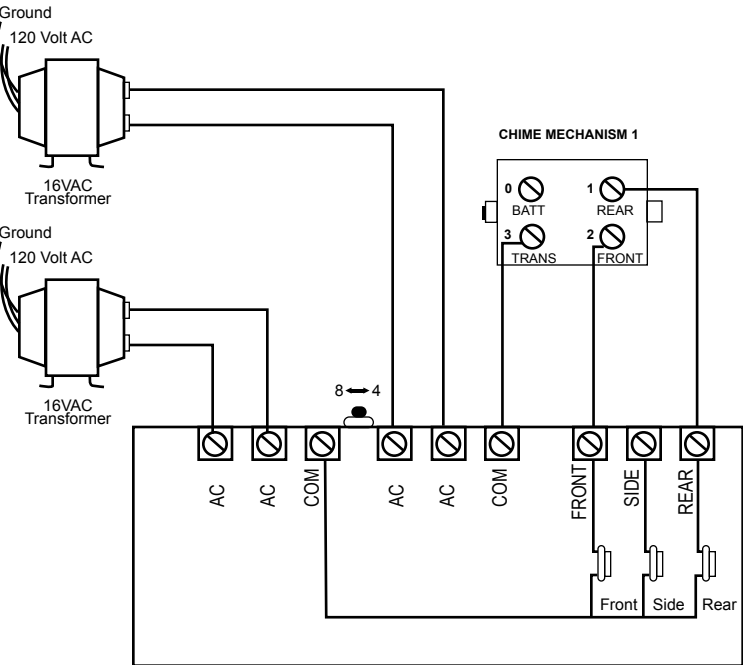 Ground
120 Volt AC
16VAC
Transformer
CHIME MECHANISM 1
0
BATT
1
REAR
3
TRANS
2
FRONT
Ground
120 Volt AC
16VAC
Transformer
8 4
AC
AC
COM
AC
AC
COM
FRONT
SIDE
REAR
Front Side Rear